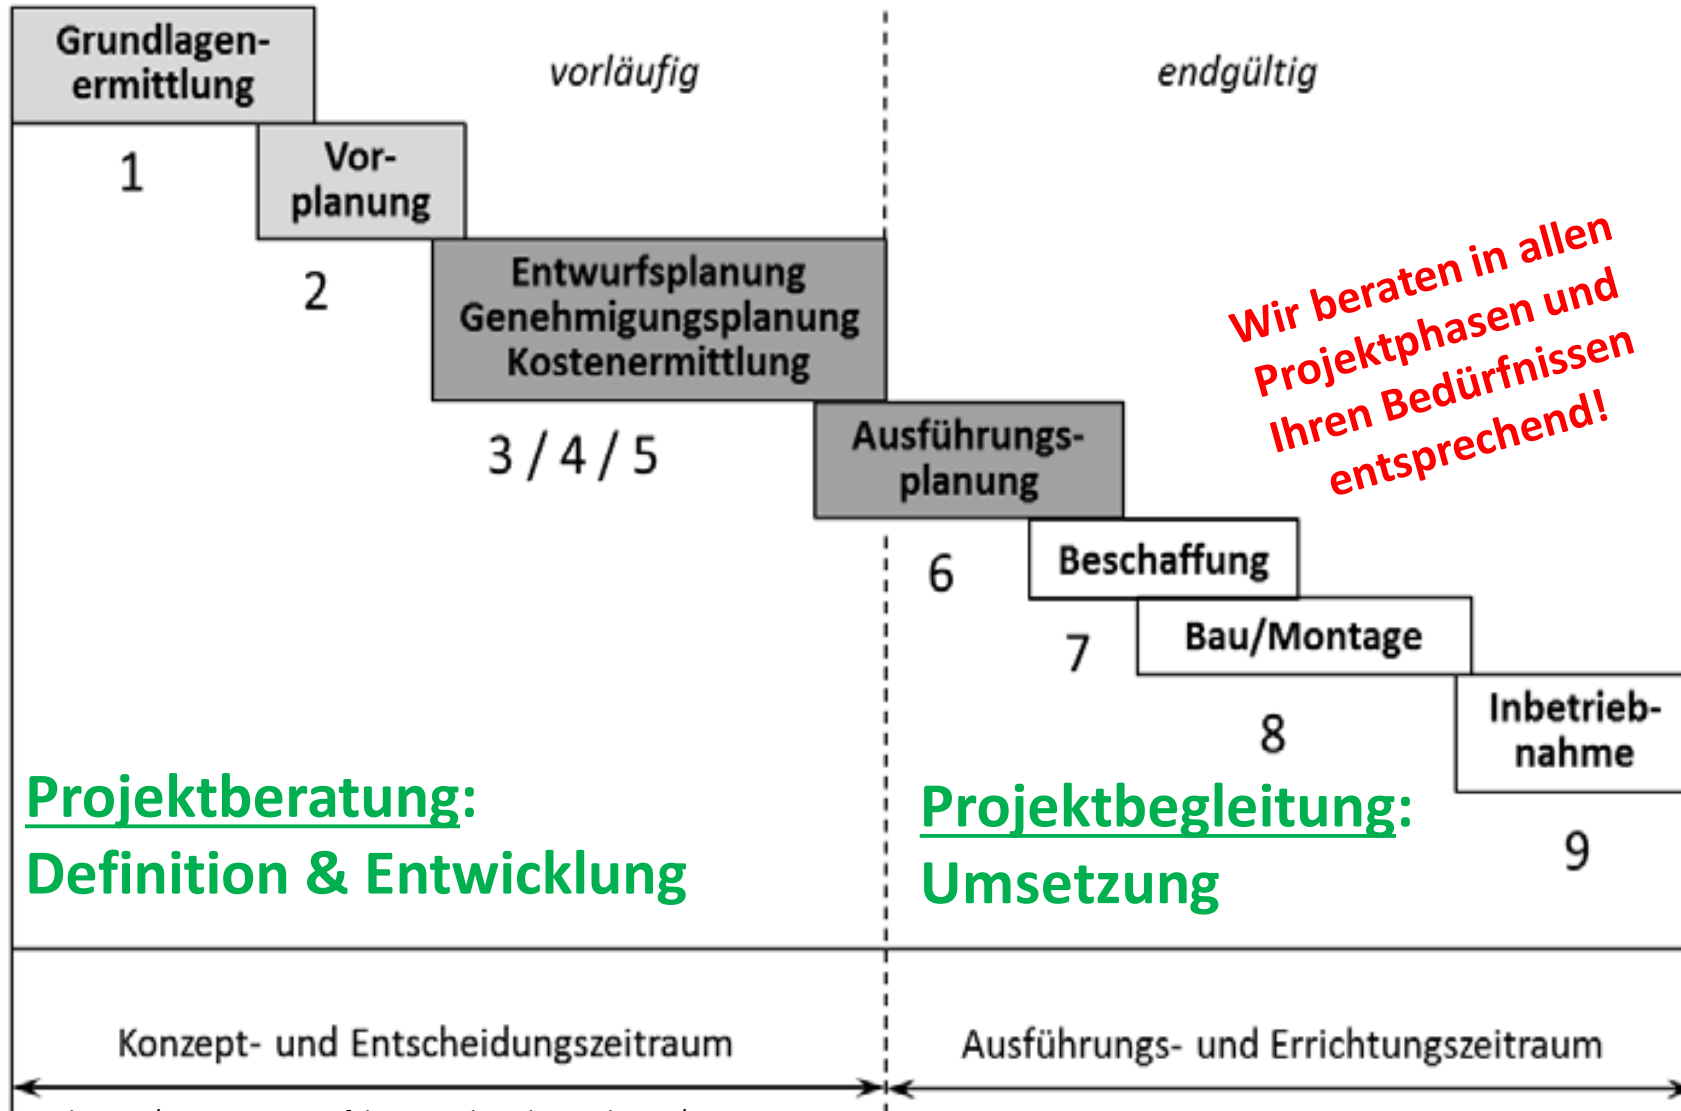 Grundlagen-
ermittlung
vorläufig
endgültig
1
Vor-
planung
2
Entwurfsplanung
Genehmigungsplanung
Kostenermittlung
3 / 4 / 5
Wir beraten in allen
Projektphasen und
Ihren Bedürfnissen
entsprechend!
Ausführungs-
planung
6
Beschaffung
7
Bau/Montage
8
Inbetrieb-
nahme
9
Projektberatung:
Definition & Entwicklung
Projektbegleitung:
Umsetzung
Konzept- und Entscheidungszeitraum
Ausführungs- und Errichtungszeitraum